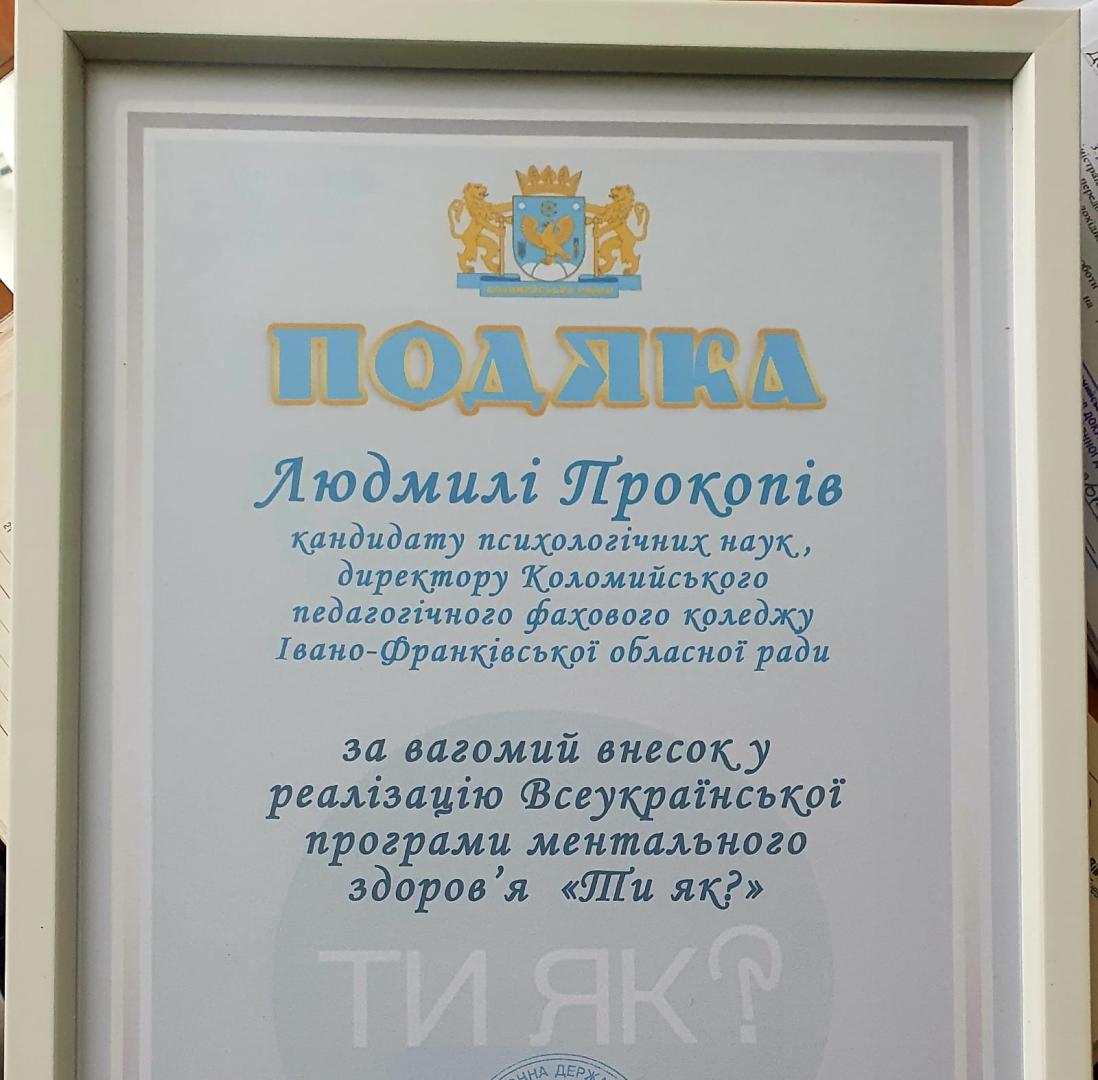 ПОДЯКА
Людмилі Прокопів
кандидату психологічних наук,
директору Коломийського
педагогічного фахового коледжу
Івано-Франківської обласної ради
за вагомий внесок у
реалізацію Всеукраїнської
програми ментального
здоров’я «Ти як?»
ТИ ЯК?